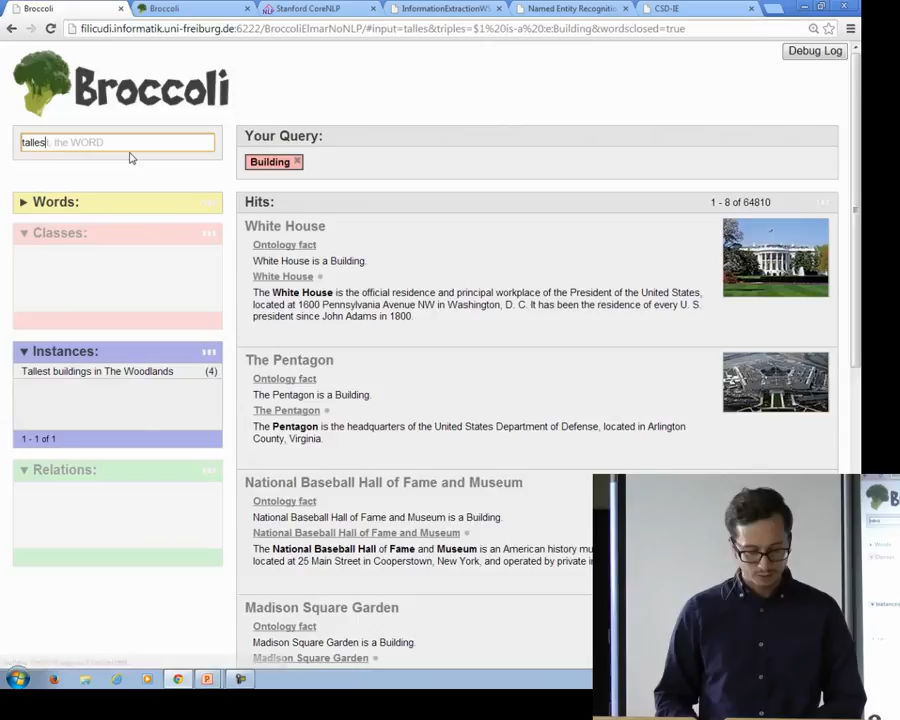 Broccoli
Broccoli
Stanford CoreNLP
InformationExtractionWS
Named Entity Recognitio
CSD-IE
filicudi.informatik.uni-freiburg.de:6222/BroccoliElmarNoNLP/#input=talles&triples=$1%20is-a%20:e:Building&wordsclosed=true
Debug Log
Broccoli
talles, the WORD
Your Query:
Building
Words:
Classes:
Instances:
Tallest buildings in The Woodlands (4)
1 - 1 of 1
Relations:
Hits: 1 - 8 of 64810
White House
Ontology fact
White House is a Building.
White House
The White House is the official residence and principal workplace of the President of the United States,
located at 1600 Pennsylvania Avenue NW in Washington, D. C. It has been the residence of every U. S.
president since John Adams in 1800.
The Pentagon
Ontology fact
The Pentagon is a Building.
The Pentagon
The Pentagon is the headquarters of the United States Department of Defense, located in Arlington
County, Virginia.
National Baseball Hall of Fame and Museum
Ontology fact
National Baseball Hall of Fame and Museum is a Building.
National Baseball Hall of Fame and Museum
The National Baseball Hall of Fame and Museum is an American history mu
located at 25 Main Street in Cooperstown, New York, and operated by private in
Madison Square Garden
Ontology fact
Madison Square Garden is a Building.
Madison Square Garden